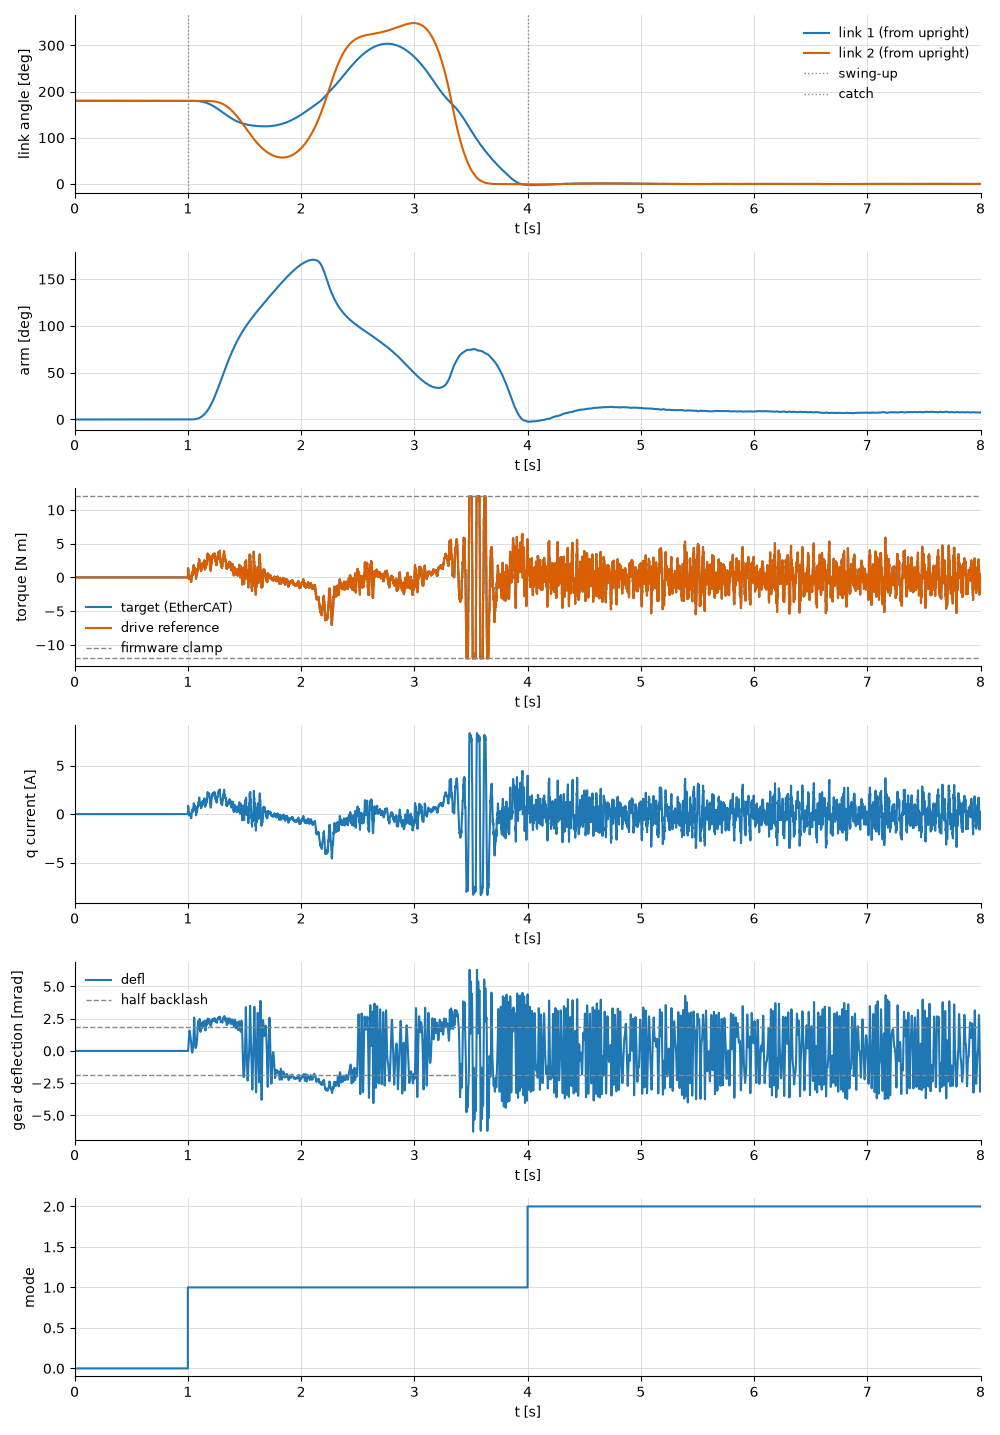 link angle [deg]
300
200
100
0
link 1 (from upright)
link 2 (from upright)
swing-up
catch
0 1 2 3 4 5 6 7 8
t [s]
arm [deg]
150
100
50
0
0 1 2 3 4 5 6 7 8
t [s]
torque [N m]
10
5
0
−5
−10
target (EtherCAT)
drive reference
firmware clamp
0 1 2 3 4 5 6 7 8
t [s]
q current [A]
5
0
−5
0 1 2 3 4 5 6 7 8
t [s]
gear deflection [mrad]
5.0
2.5
0.0
−2.5
−5.0
defl
half backlash
0 1 2 3 4 5 6 7 8
t [s]
mode
2.0
1.5
1.0
0.5
0.0
0 1 2 3 4 5 6 7 8
t [s]